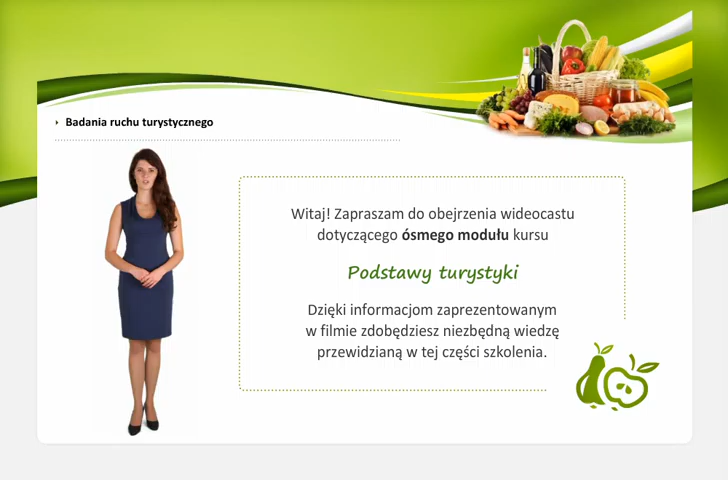 Badania ruchu turystycznego
Witaj! Zapraszam do obejrzenia wideocastu
dotyczącego ósmego modułu kursu
Podstawy turystyki
Dzięki informacjom zaprezentowanym
w filmie zdobędziesz niezbędną wiedzę
przewidzianą w tej części szkolenia.